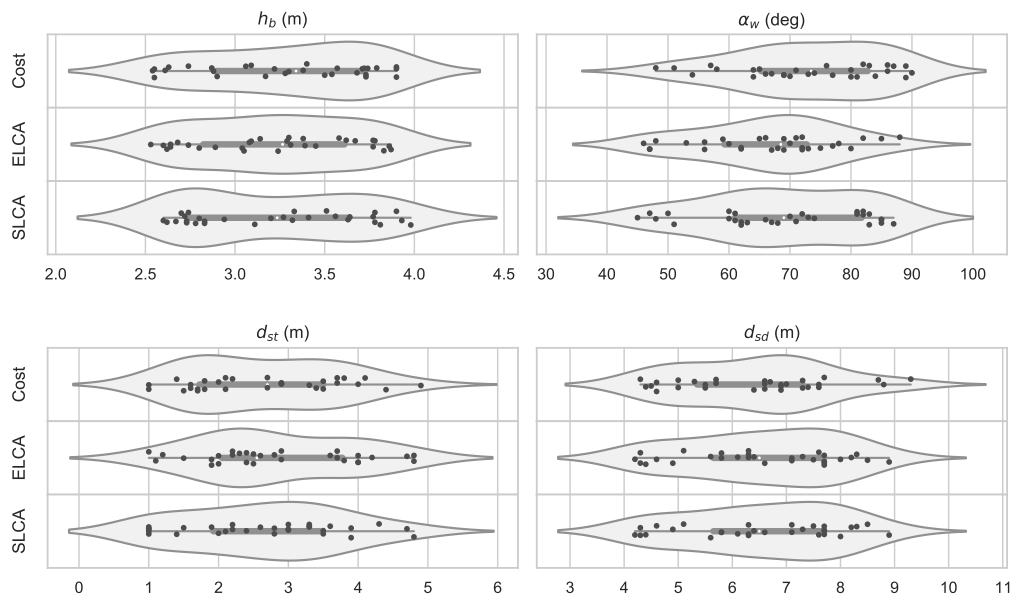 h_b (m)
α_w (deg)
Cost
ELCA
SLCA
2.0 2.5 3.0 3.5 4.0 4.5
30 40 50 60 70 80 90 100
d_st (m)
d_sd (m)
Cost
ELCA
SLCA
0 1 2 3 4 5 6
3 4 5 6 7 8 9 10 11